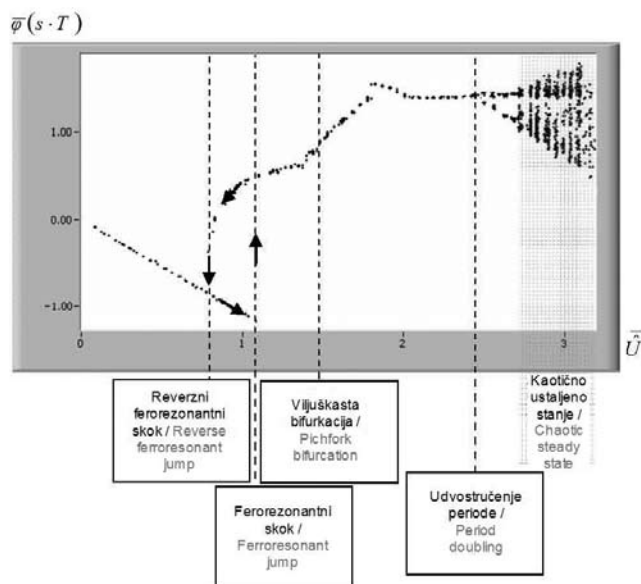 φ̅(s·T)
1.00
0.00
−1.00
0
1
2
3
Û̅
Reverzni
ferorezonantni
skok / Reverse
ferroresonant
jump
Viljuškasta
bifurkacija /
Pichfork
bifurcation
Kaotično
ustaljeno
stanje /
Chaotic
steady
state
Ferorezonantni
skok /
Ferroresonant
jump
Udvostručenje
periode /
Period
doubling